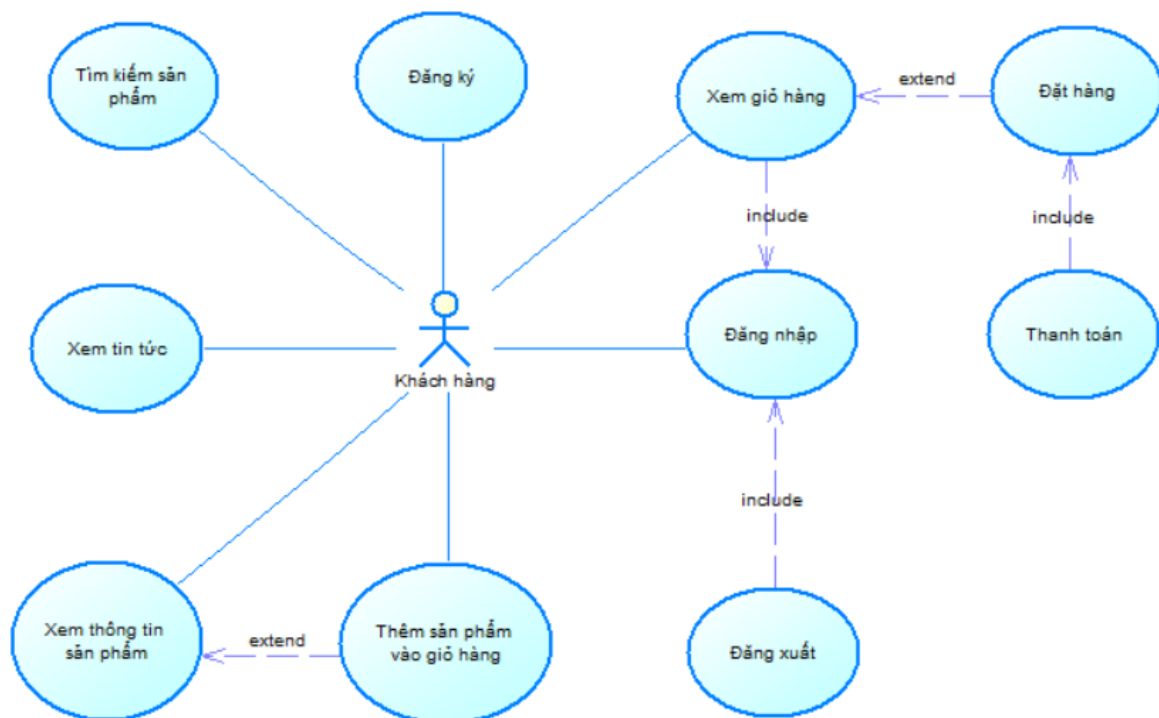 Tìm kiếm sản
phẩm
Đăng ký
Xem giỏ hàng
extend
Đặt hàng
include
include
Xem tin tức
Khách hàng
Đăng nhập
Thanh toán
include
Xem thông tin
sản phẩm
extend
Thêm sản phẩm
vào giỏ hàng
Đăng xuất